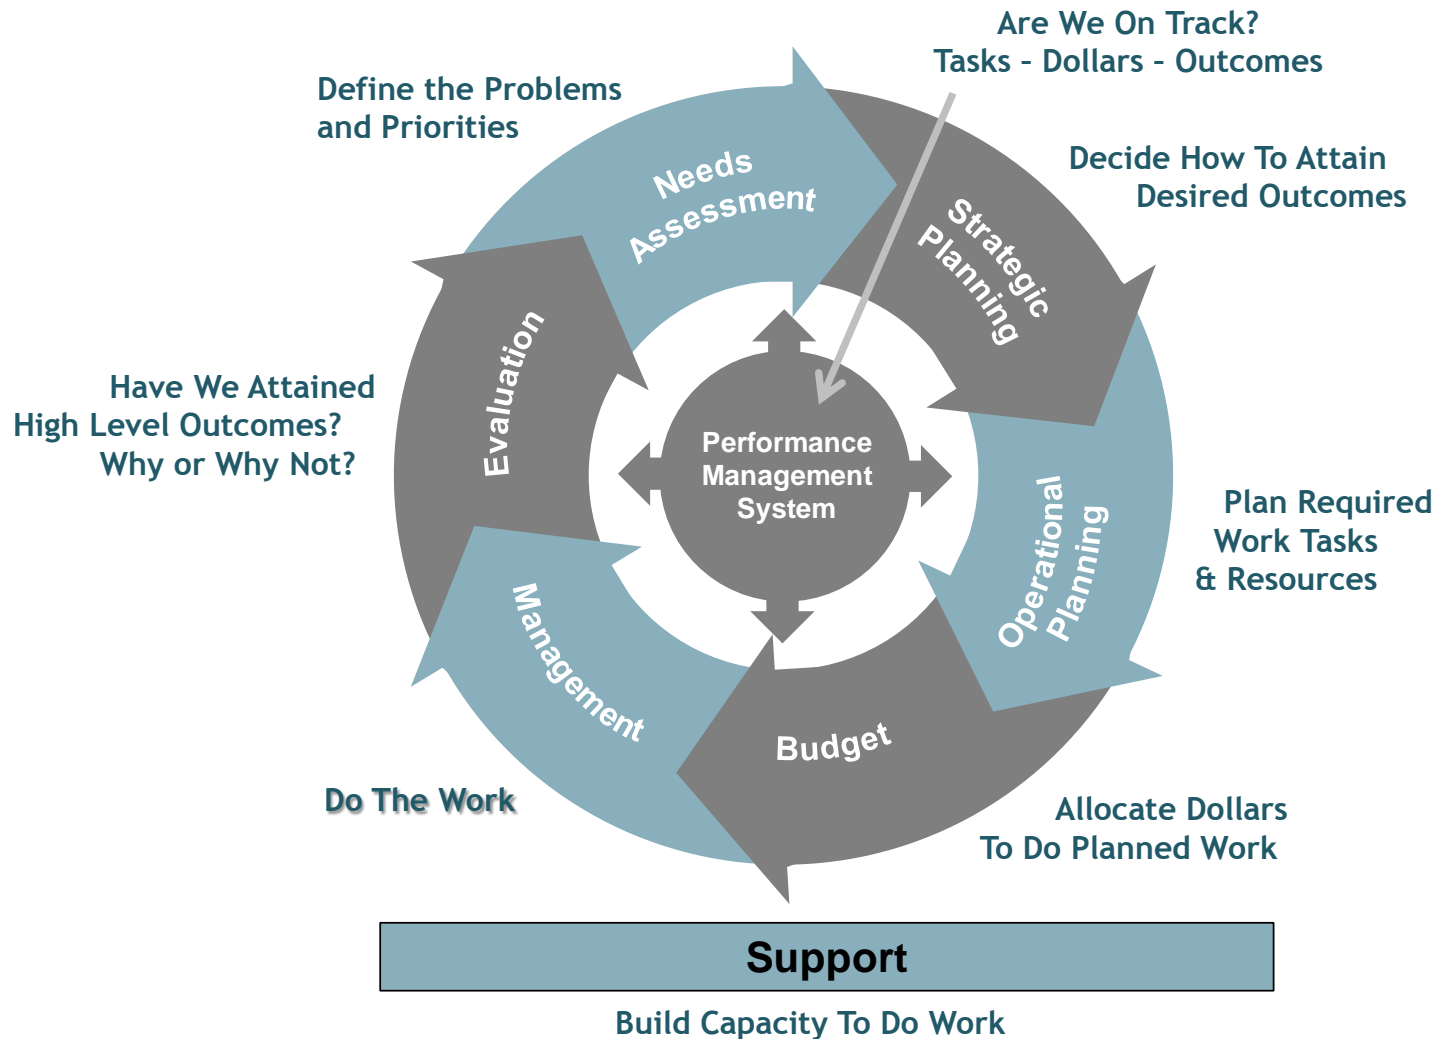 Are We On Track?
Tasks – Dollars – Outcomes
Define the Problems
and Priorities
Needs
Assessment
Decide How To Attain
Desired Outcomes
Strategic
Planning
Have We Attained
High Level Outcomes?
Why or Why Not?
Evaluation
Performance
Management
System
Operational
Planning
Plan Required
Work Tasks
& Resources
Management
Budget
Do The Work
Allocate Dollars
To Do Planned Work
Support
Build Capacity To Do Work